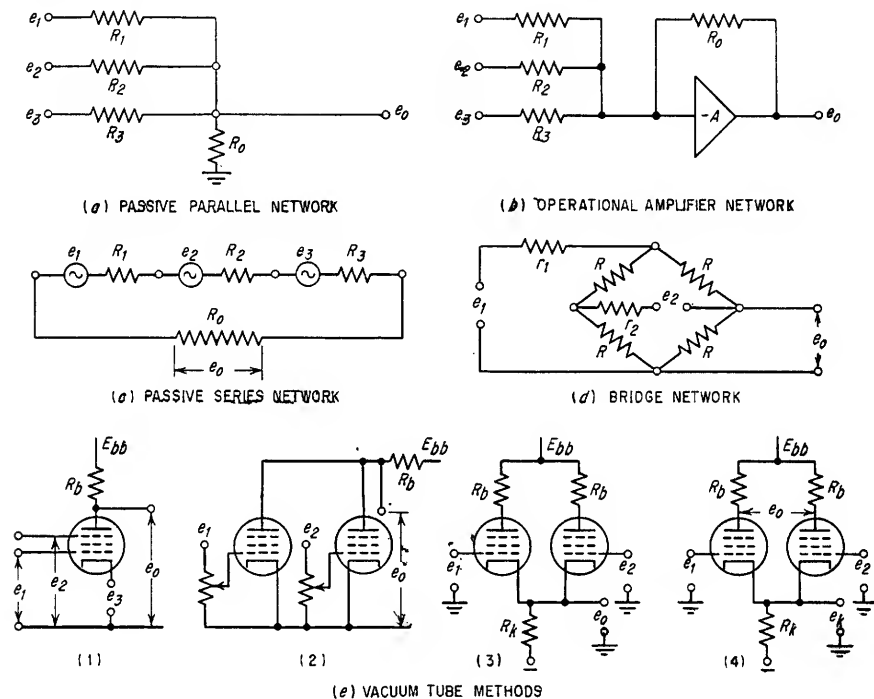 e1
R1
e2
R2
e3
R3
R0
e0
(a) PASSIVE PARALLEL NETWORK
e1
R1
R0
e2
R2
e3
R3
-A
e0
(b) OPERATIONAL AMPLIFIER NETWORK
e1 R1 e2 R2 e3 R3
R0
e0
(c) PASSIVE SERIES NETWORK
r1
R R
e1
e2
r2
R R
e0
(d) BRIDGE NETWORK
Ebb
Rb
e1
e2
e3
e0
(1)
Ebb
Rb
e1
e2
e0
(2)
Ebb
Rb Rb
e1
e2
Rk
e0
(3)
Ebb
Rb Rb
e0
e1
e2
Rk
ek
(4)
(e) VACUUM TUBE METHODS